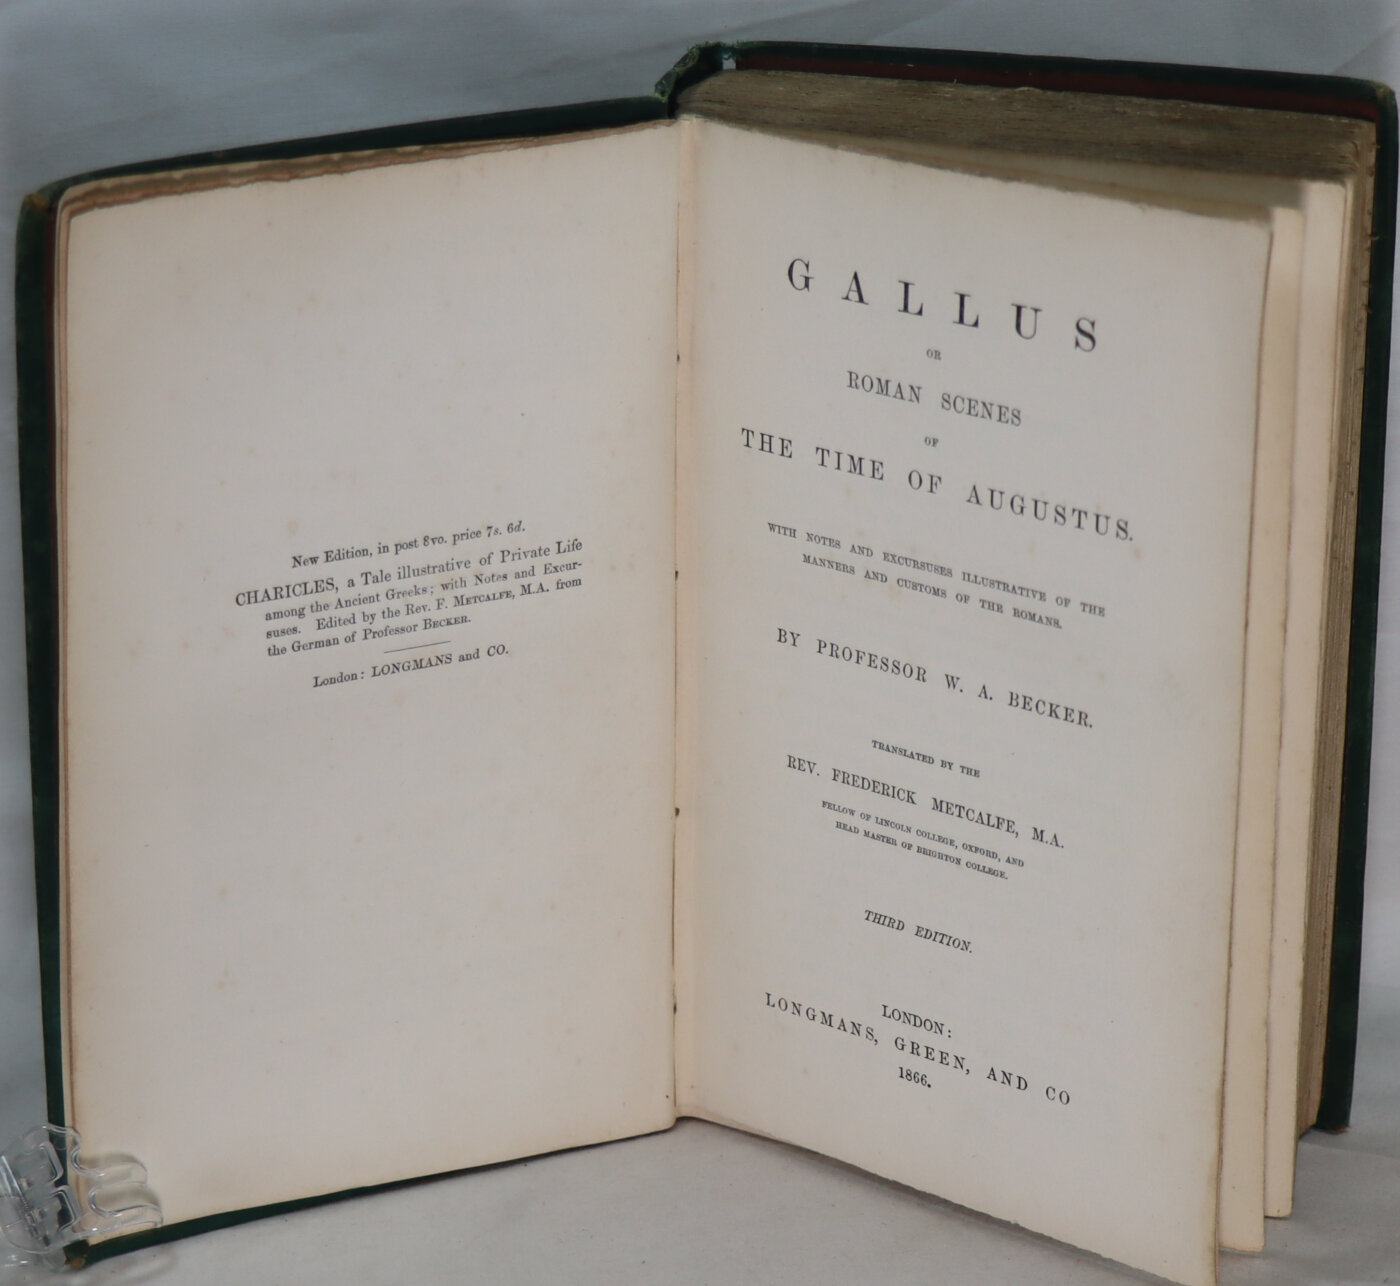 New Edition, in post 8vo. price 7s. 6d.
CHARICLES, a Tale illustrative of Private Life
among the Ancient Greeks; with Notes and Excur-
suses. Edited by the Rev. F. METCALFE, M.A. from
the German of Professor BECKER.
London: LONGMANS and CO.
GALLUS
OR
ROMAN SCENES
OF
THE TIME OF AUGUSTUS.
WITH NOTES AND EXCURSUSES ILLUSTRATIVE OF THE
MANNERS AND CUSTOMS OF THE ROMANS.
BY PROFESSOR W. A. BECKER.
TRANSLATED BY THE
REV. FREDERICK METCALFE, M.A.
FELLOW OF LINCOLN COLLEGE, OXFORD, AND
HEAD MASTER OF BRIGHTON COLLEGE.
THIRD EDITION.
LONDON:
LONGMANS, GREEN, AND CO
1866.